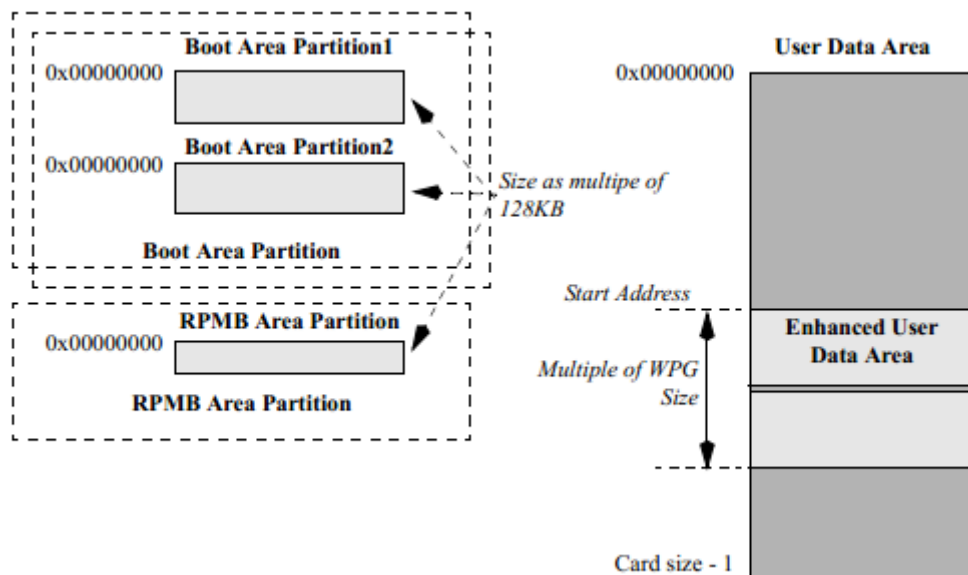 Boot Area Partition1
0x00000000
Boot Area Partition2
0x00000000
Size as multipe of
128KB
Boot Area Partition
RPMB Area Partition
0x00000000
RPMB Area Partition
User Data Area
0x00000000
Start Address
Enhanced User
Data Area
Multiple of WPG
Size
Card size - 1